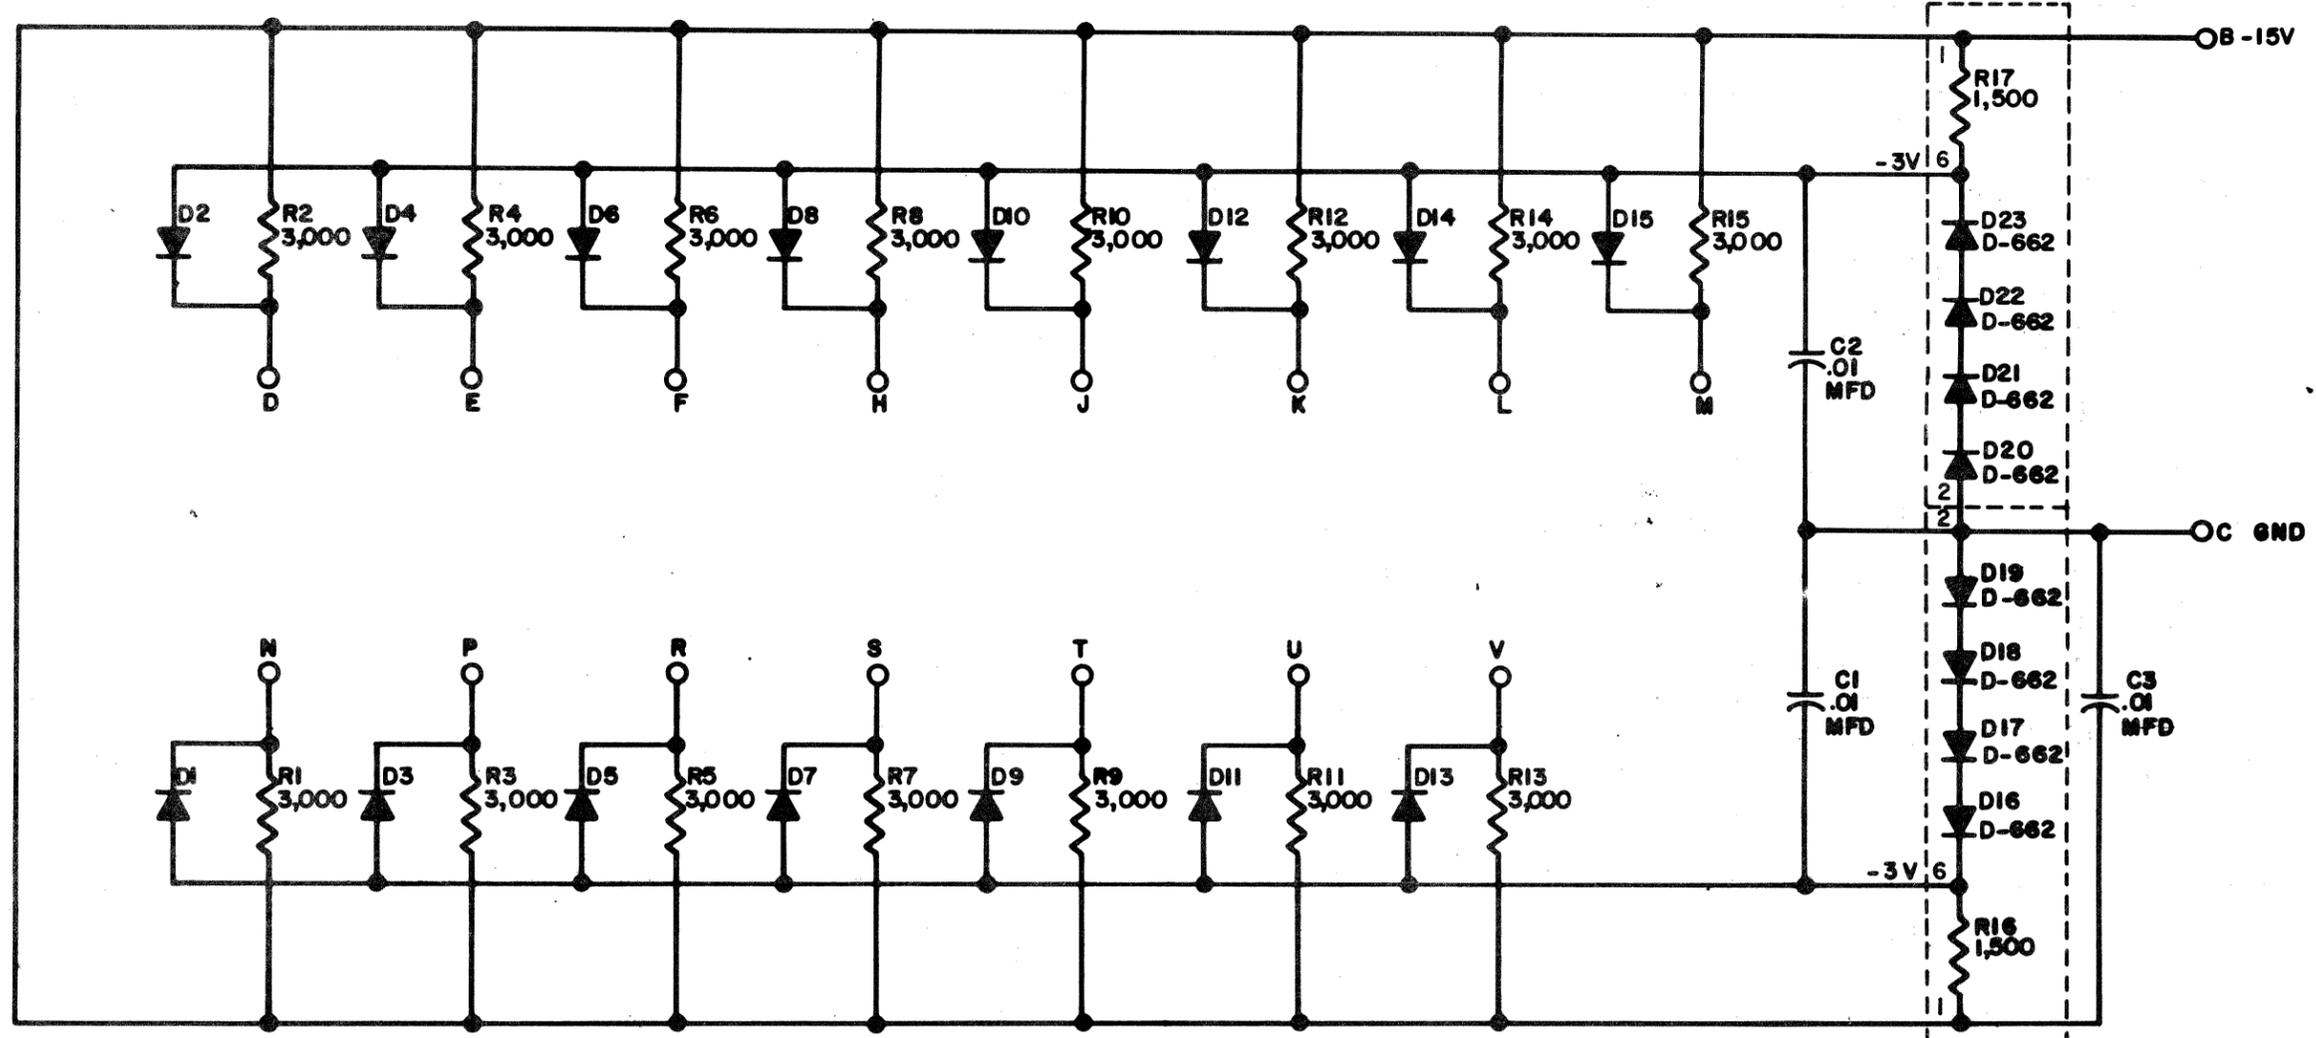 B -15V
1
R17
1,500
-3V 6
D2
R2
3,000
D4
R4
3,000
D6
R6
3,000
D8
R8
3,000
D10
R10
3,000
D12
R12
3,000
D14
R14
3,000
D15
R15
3,000
D23
D-662
D22
D-662
C2
.01
MFD
D21
D-662
D
E
F
H
J
K
L
M
D20
D-662
2
2
C GND
D19
D-662
N
P
R
S
T
U
V
D18
D-662
C1
.01
MFD
C3
.01
MFD
D17
D-662
D1
R1
3,000
D3
R3
3,000
D5
R5
3,000
D7
R7
3,000
D9
R9
3,000
D11
R11
3,000
D13
R13
3,000
D16
D-662
-3V 6
R16
1,500
1